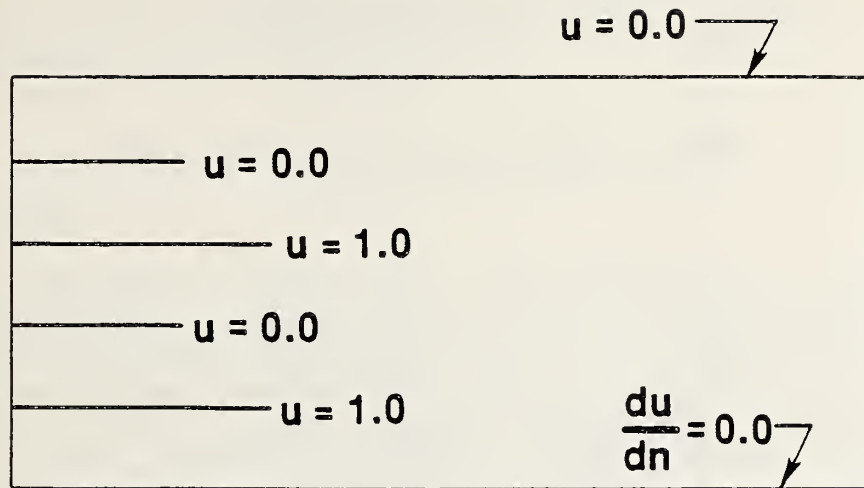 u = 0.0
u = 0.0
u = 1.0
u = 0.0
u = 1.0
du/dn = 0.0